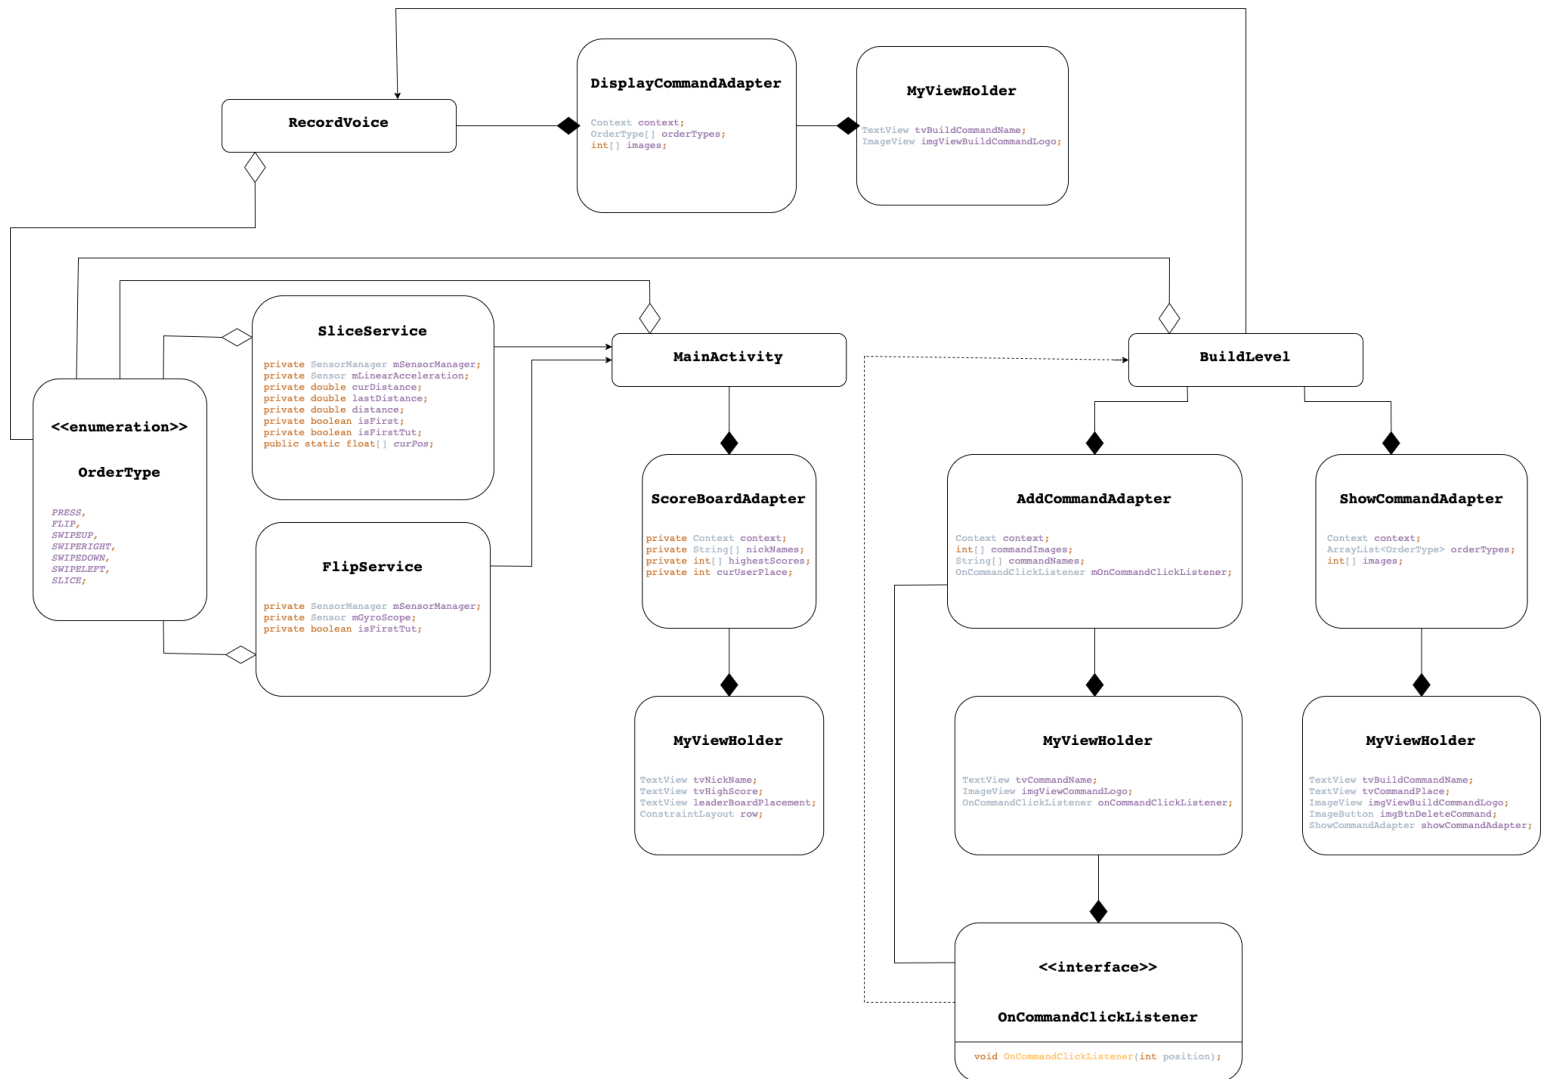 DisplayCommandAdapter
Context context;
OrderType[] orderTypes;
int[] images;
MyViewHolder
TextView tvBuildCommandName;
ImageView imgViewBuildCommandLogo;
RecordVoice
SliceService
private SensorManager mSensorManager;
private Sensor mLinearAcceleration;
private double curDistance;
private double lastDistance;
private double distance;
private boolean isFirst;
private boolean isFirstTut;
public static float[] curPos;
MainActivity
BuildLevel
<<enumeration>>
OrderType
PRESS,
FLIP,
SWIPEUP,
SWIPERIGHT,
SWIPEDOWN,
SWIPELEFT,
SLICE;
FlipService
private SensorManager mSensorManager;
private Sensor mGyroScope;
private boolean isFirstTut;
ScoreBoardAdapter
private Context context;
private String[] nickNames;
private int[] highestScores;
private int curUserPlace;
AddCommandAdapter
Context context;
int[] commandImages;
String[] commandNames;
OnCommandClickListener mOnCommandClickListener;
ShowCommandAdapter
Context context;
ArrayList<OrderType> orderTypes;
int[] images;
MyViewHolder
TextView tvNickName;
TextView tvHighScore;
TextView leaderBoardPlacement;
ConstraintLayout row;
MyViewHolder
TextView tvCommandName;
ImageView imgViewCommandLogo;
OnCommandClickListener onCommandClickListener;
MyViewHolder
TextView tvBuildCommandName;
TextView tvCommandPlace;
ImageView imgViewBuildCommandLogo;
ImageButton imgBtnDeleteCommand;
ShowCommandAdapter showCommandAdapter;
<<interface>>
OnCommandClickListener
void OnCommandClickListener(int position);